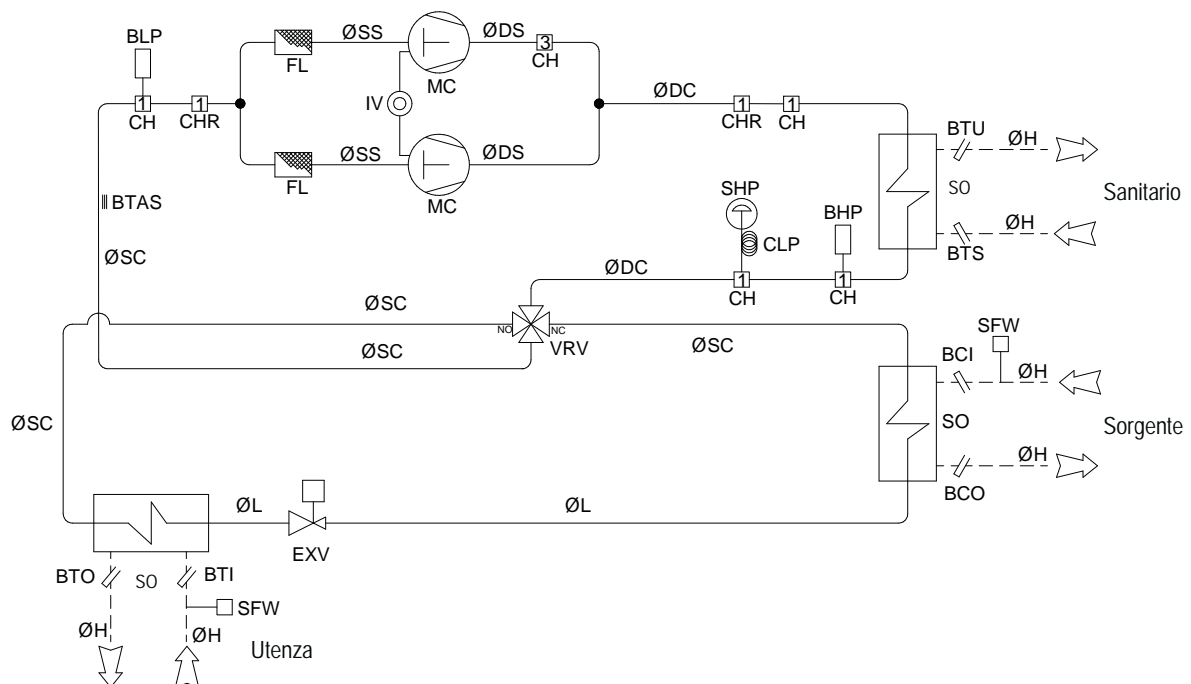 BLP
ØSS
ØDS
3
FL
CH
MC
IV
1
CH
1
CHR
ØDC
1
CHR
1
CH
BTU
ØH
ØSS
ØDS
FL
MC
BTAS
SO
Sanitario
SHP
BHP
CLP
BTS
ØH
ØSC
ØDC
1
CH
1
CH
ØSC
NO
NC
VRV
ØSC
ØSC
SFW
BCI
ØH
ØSC
SO
Sorgente
ØH
BCO
ØL
ØL
EXV
BTO
SO
BTI
SFW
ØH
ØH
Utenza